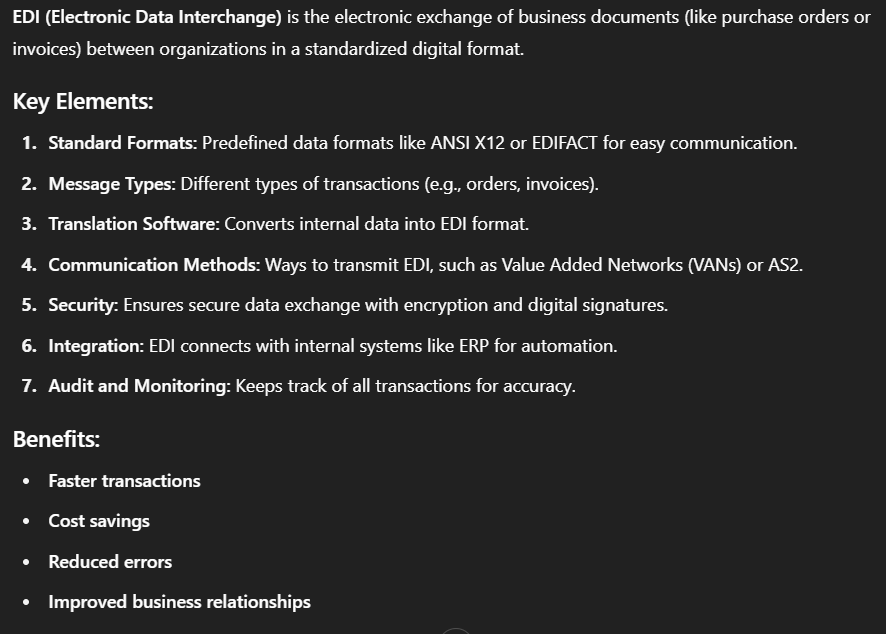 EDI (Electronic Data Interchange) is the electronic exchange of business documents (like purchase orders or
invoices) between organizations in a standardized digital format.
Key Elements:
1. Standard Formats: Predefined data formats like ANSI X12 or EDIFACT for easy communication.
2. Message Types: Different types of transactions (e.g., orders, invoices).
3. Translation Software: Converts internal data into EDI format.
4. Communication Methods: Ways to transmit EDI, such as Value Added Networks (VANs) or AS2.
5. Security: Ensures secure data exchange with encryption and digital signatures.
6. Integration: EDI connects with internal systems like ERP for automation.
7. Audit and Monitoring: Keeps track of all transactions for accuracy.
Benefits:
• Faster transactions
• Cost savings
• Reduced errors
• Improved business relationships